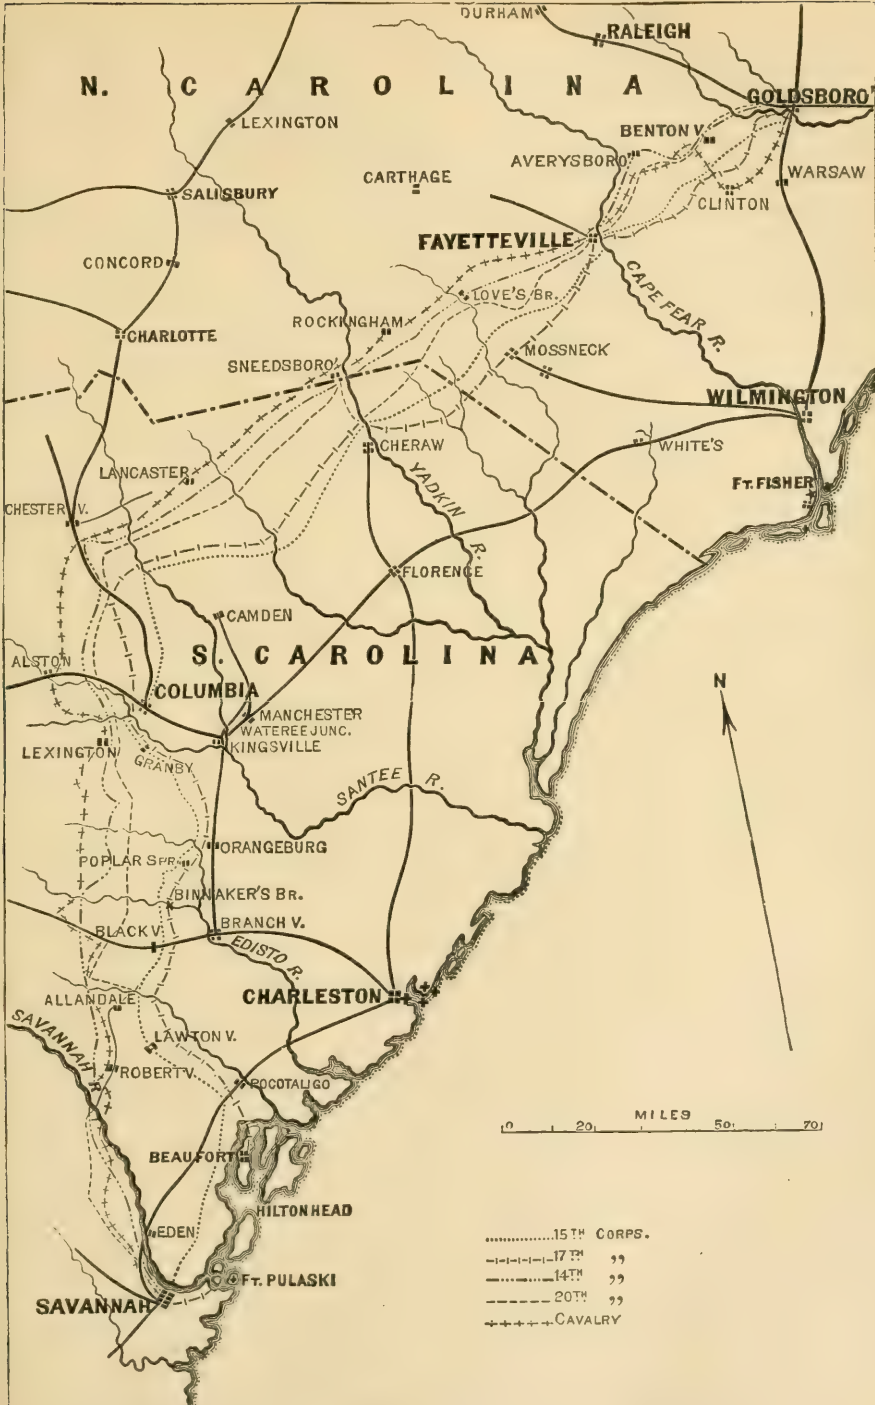 DURHAM
RALEIGH
N. CAROLINA
GOLDSBORO'
LEXINGTON
BENTON V.
AVERYSBORO'
WARSAW
CARTHAGE
SALISBURY
CLINTON
FAYETTEVILLE
CONCORD
CAPE FEAR R.
LOVE'S BR.
ROCKINGHAM
CHARLOTTE
MOSSNECK
SNEEDSBORO'
WILMINGTON
CHERAW
WHITE'S
LANCASTER
YADKIN R.
FT. FISHER
CHESTER V.
FLORENCE
CAMDEN
S. CAROLINA
ALSTON
COLUMBIA
N
MANCHESTER
WATEREE JUNC.
KINGSVILLE
LEXINGTON
GRANBY
SANTEE R.
ORANGEBURG
POPLAR SPR.
BINNAKER'S BR.
BRANCH V.
BLACK V.
EDISTO R.
CHARLESTON
ALLANDALE
SAVANNAH R.
LAWTON V.
ROBERT V.
POCOTALIGO
MILES
0 20 50 70
BEAUFORT
HILTON HEAD
EDEN
15TH CORPS.
17TH "
FT. PULASKI
14TH "
20TH "
SAVANNAH
CAVALRY